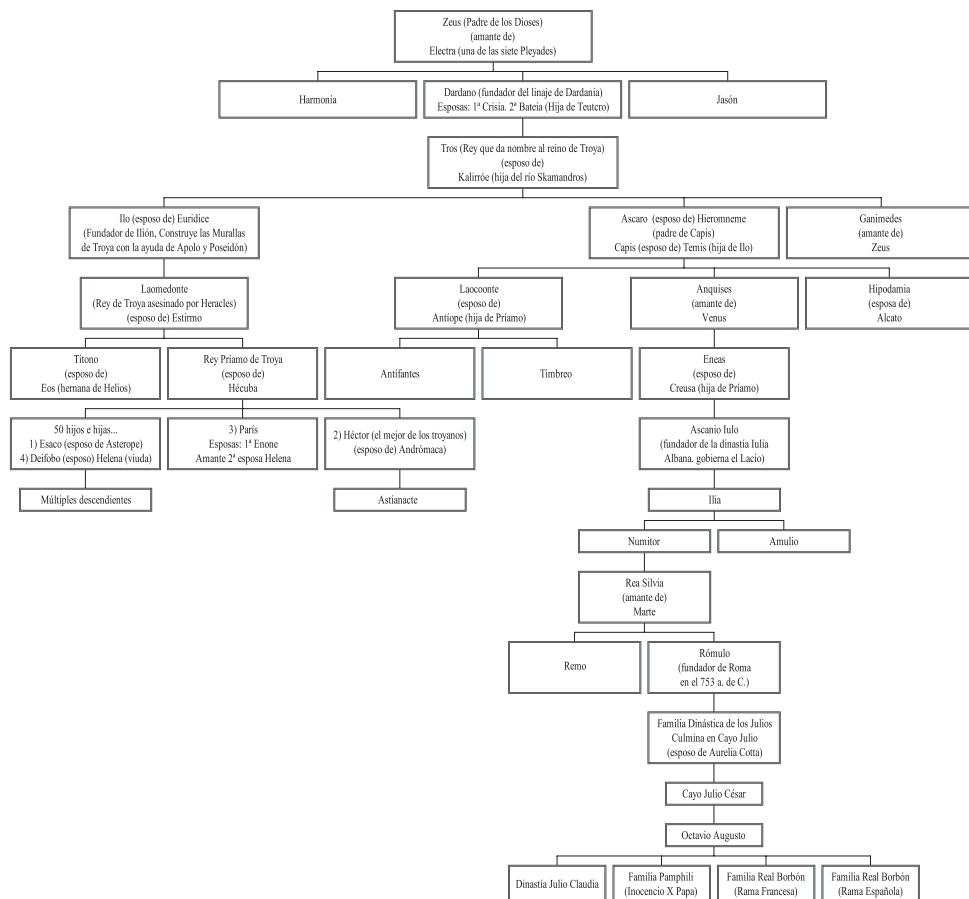 Zeus (Padre de los Dioses)
(amante de)
Electra (una de las siete Pleyades)
Harmonía
Dardano (fundador del linaje de Dardania)
Esposas: 1ª Crisia. 2ª Bateia (Hija de Teutcro)
Jasón
Tros (Rey que da nombre al reino de Troya)
(esposo de)
Kalirróe (hija del río Skamandros)
Ilo (esposo de) Euridice
(Fundador de Ilión, Construye las Murallas
de Troya con la ayuda de Apolo y Poseidón)
Ascaro (esposo de) Hieromneme
(padre de Capis)
Capis (esposo de) Temis (hija de Ilo)
Ganimedes
(amante de)
Zeus
Laomedonte
(Rey de Troya asesinado por Heracles)
(esposo de) Estirmo
Laocoonte
(esposo de)
Antíope (hija de Príamo)
Anquises
(amante de)
Venus
Hipodamia
(esposa de)
Alcato
Titono
(esposo de)
Eos (hernana de Helios)
Rey Príamo de Troya
(esposo de)
Hécuba
Antifantes
Timbreo
Eneas
(esposo de)
Creusa (hija de Príamo)
50 hijos e hijas...
1) Esaco (esposo de Asterope)
4) Deifobo (esposo) Helena (viuda)
3) París
Esposas: 1ª Enone
Amante 2ª esposa Helena
2) Héctor (el mejor de los troyanos)
(esposo de) Andrómaca)
Ascanio Iulo
(fundador de la dinastía Iulia
Albana. gobierna el Lacio)
Múltiples descendientes
Astianacte
Ilia
Numitor
Amulio
Rea Silvia
(amante de)
Marte
Remo
Rómulo
(fundador de Roma
en el 753 a. de C.)
Familia Dinástica de los Julios
Culmina en Cayo Julio
(esposo de Aurelia Cotta)
Cayo Julio César
Octavio Augusto
Dinastía Julio Claudia
Familia Pamphili
(Inocencio X Papa)
Familia Real Borbón
(Rama Francesa)
Familia Real Borbón
(Rama Española)